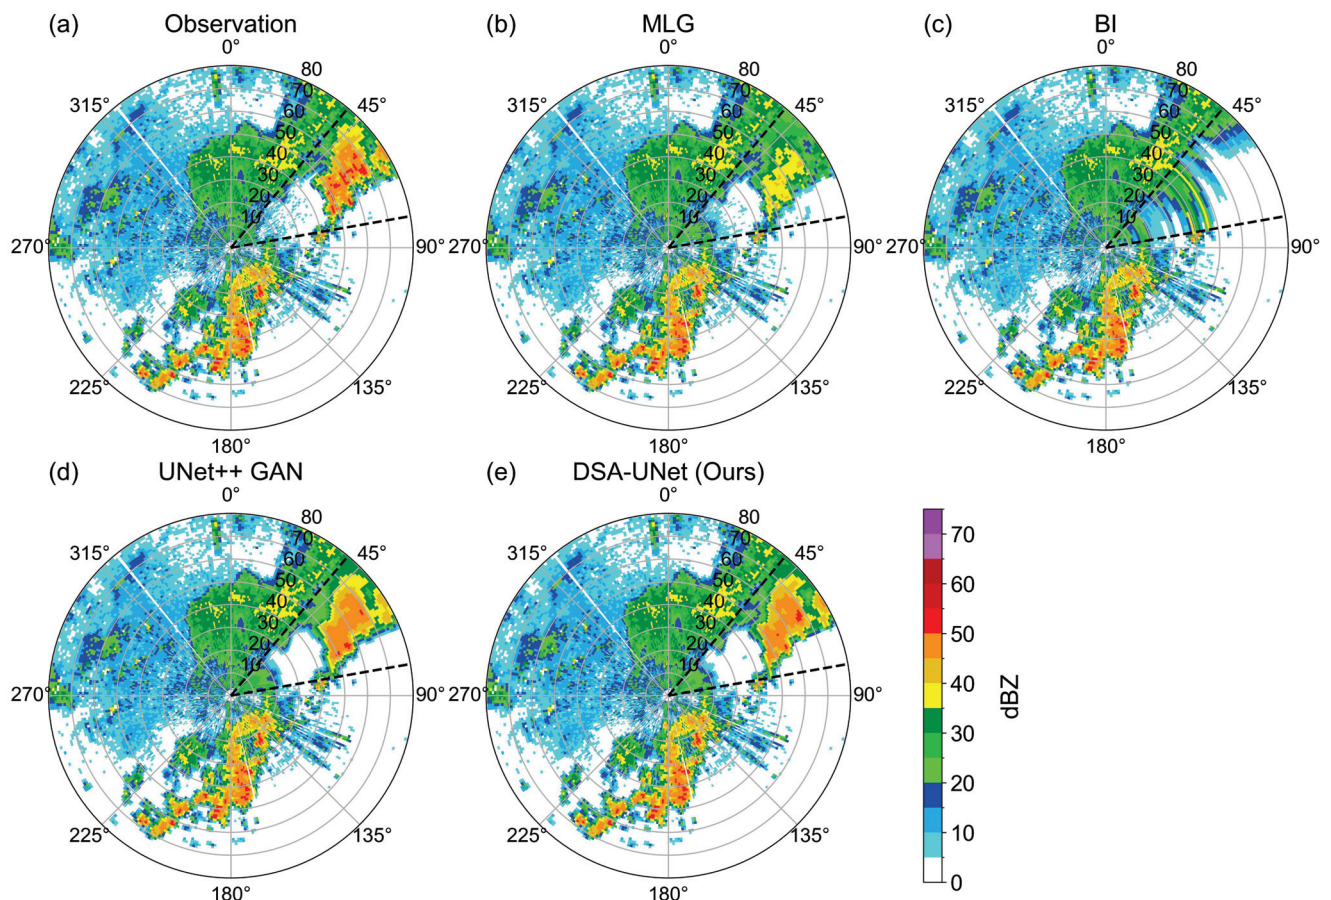 (a) Observation
(b) MLG
(c) BI
0° 0° 0°
315° 80 45° 315° 80 45° 315° 80 45°
70 70 70
60 60 60
50 50 50
40 40 40
30 30 30
20 20 20
10 10 10
270° 90° 270° 90° 270° 90°
225° 135° 225° 135° 225° 135°
180° 180° 180°
(d) UNet++ GAN
(e) DSA-UNet (Ours)
0° 0°
315° 80 45° 315° 80 45°
70 70
60 60
50 50
40 40
30 30
20 20
10 10
270° 90° 270° 90°
225° 135° 225° 135°
180° 180°
70
60
50
40
30
20
10
0
dBZ